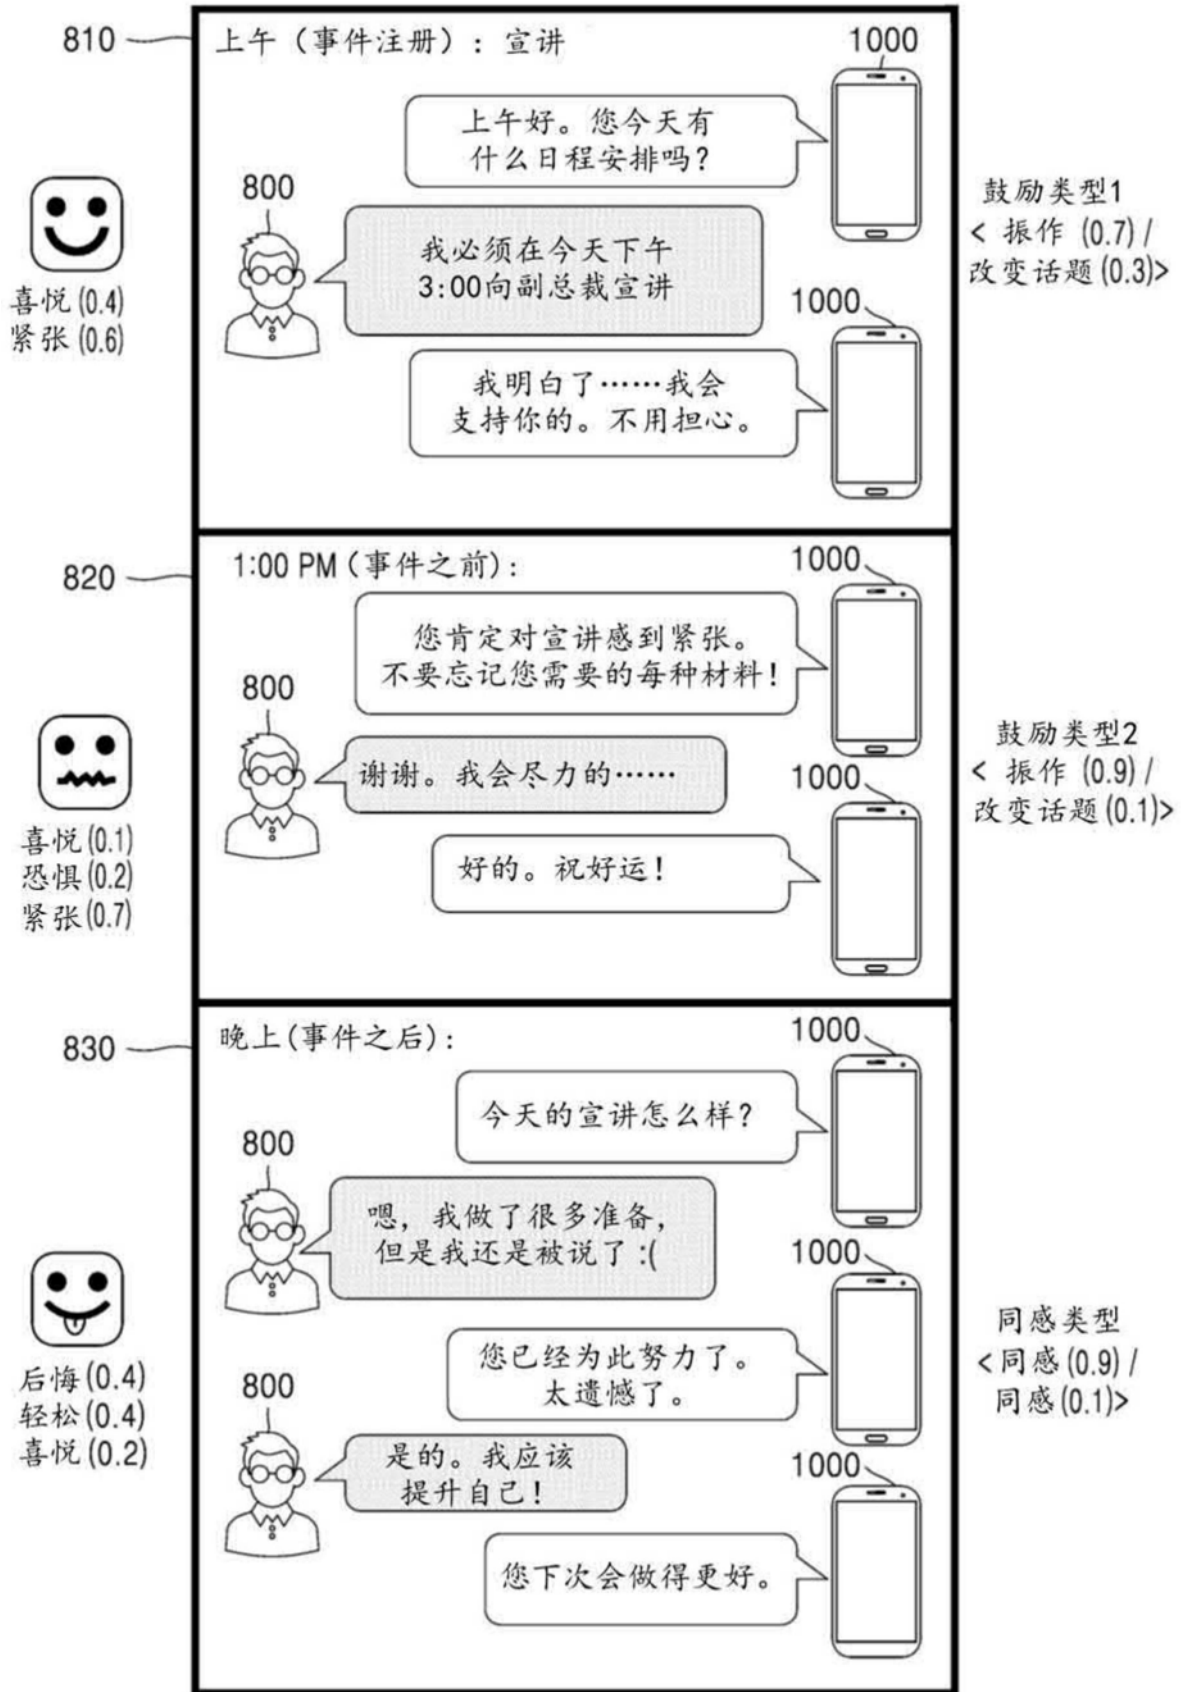 810
上午（事件注册）：宣讲
1000
上午好。您今天有
什么日程安排吗？
800
我必须在今天下午
3:00向副总裁宣讲
1000
我明白了……我会
支持你的。不用担心。
喜悦(0.4)
紧张(0.6)
鼓励类型1
< 振作 (0.7) /
改变话题(0.3)>
820
1:00 PM（事件之前）：
1000
您肯定对宣讲感到紧张。
不要忘记您需要的每种材料！
800
谢谢。我会尽力的……
1000
好的。祝好运！
喜悦(0.1)
恐惧(0.2)
紧张(0.7)
鼓励类型2
< 振作 (0.9) /
改变话题(0.1)>
830
晚上(事件之后)：
1000
今天的宣讲怎么样？
800
嗯，我做了很多准备，
但是我还是被说了 :(
1000
您已经为此努力了。
太遗憾了。
800
是的。我应该
提升自己！
1000
您下次会做得更好。
后悔(0.4)
轻松(0.4)
喜悦(0.2)
同感类型
<同感(0.9) /
同感(0.1)>